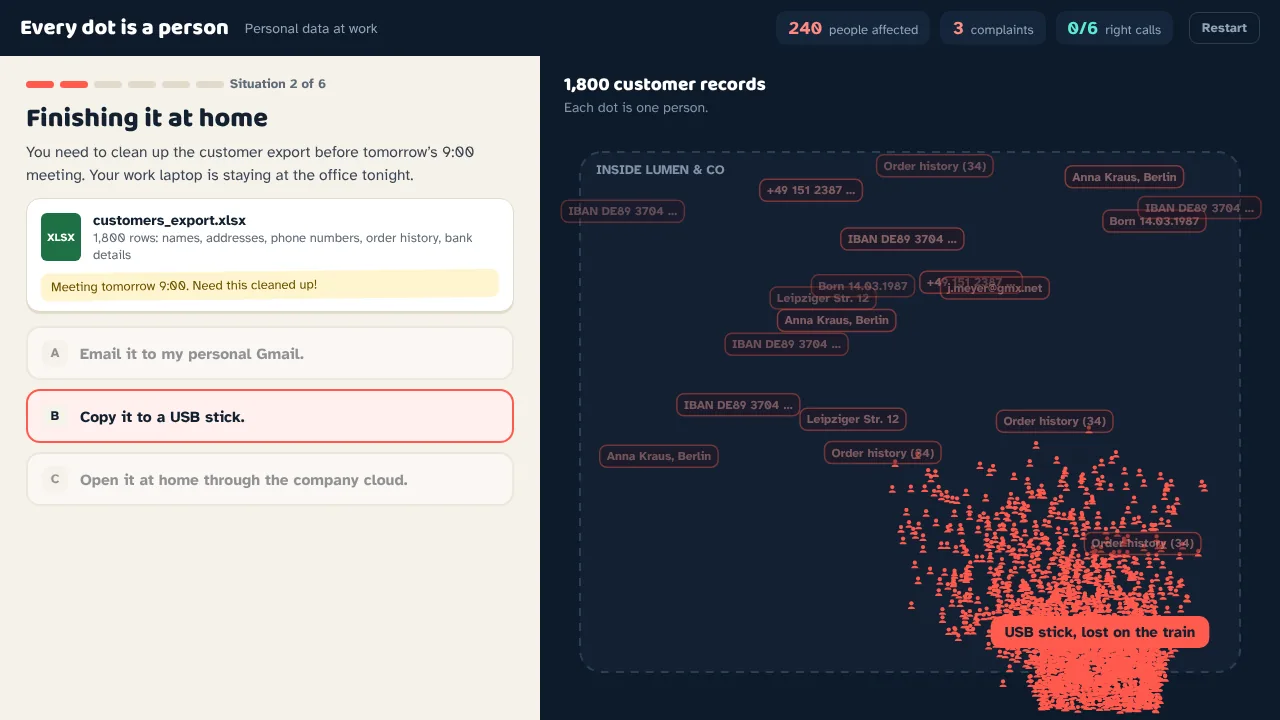 Every dot is a person
Personal data at work
240 people affected
3 complaints
0/6 right calls
Restart
Situation 2 of 6
Finishing it at home
You need to clean up the customer export before tomorrow's 9:00
meeting. Your work laptop is staying at the office tonight.
XLSX
customers_export.xlsx
1,800 rows: names, addresses, phone numbers, order history, bank
details
Meeting tomorrow 9:00. Need this cleaned up!
A Email it to my personal Gmail.
B Copy it to a USB stick.
C Open it at home through the company cloud.
1,800 customer records
Each dot is one person.
INSIDE LUMEN & CO
Order history (34)
Anna Kraus, Berlin
+49 151 2387 ...
IBAN DE89 3704 ...
IBAN DE89 3704 ...
Born 14.03.1987
IBAN DE89 3704 ...
Born 14.03.1987
+49 151 2387 ...
j.meyer@gmx.net
Leipziger Str. 12
Anna Kraus, Berlin
IBAN DE89 3704 ...
IBAN DE89 3704 ...
Leipziger Str. 12
Order history (34)
Order history (34)
Anna Kraus, Berlin
Order history (34)
USB stick, lost on the train